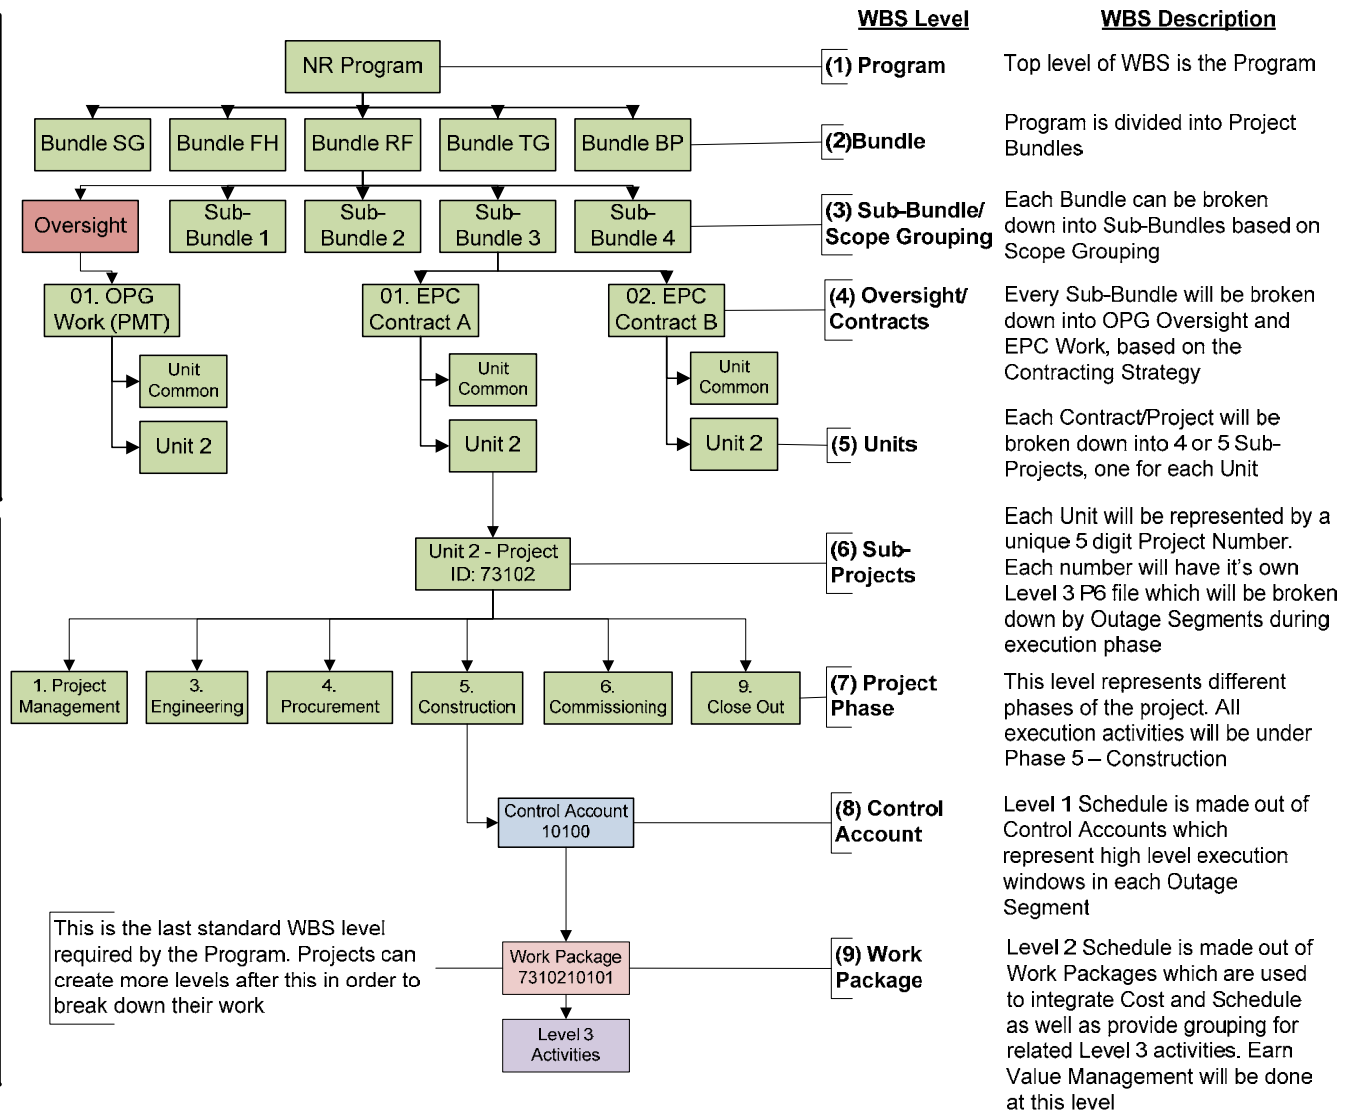 WBS Level
WBS Description
NR Program
(1) Program
Top level of WBS is the Program
Bundle SG
Bundle FH
Bundle RF
Bundle TG
Bundle BP
(2)Bundle
Program is divided into Project
Bundles
Oversight
Sub-
Bundle 1
Sub-
Bundle 2
Sub-
Bundle 3
Sub-
Bundle 4
(3) Sub-Bundle/
Scope Grouping
Each Bundle can be broken
down into Sub-Bundles based on
Scope Grouping
01. OPG
Work (PMT)
01. EPC
Contract A
02. EPC
Contract B
(4) Oversight/
Contracts
Every Sub-Bundle will be broken
down into OPG Oversight and
EPC Work, based on the
Contracting Strategy
Unit
Common
Unit
Common
Unit
Common
Unit 2
Unit 2
Unit 2
(5) Units
Each Contract/Project will be
broken down into 4 or 5 Sub-
Projects, one for each Unit
Unit 2 - Project
ID: 73102
(6) Sub-
Projects
Each Unit will be represented by a
unique 5 digit Project Number.
Each number will have it's own
Level 3 P6 file which will be broken
down by Outage Segments during
execution phase
1. Project
Management
3.
Engineering
4.
Procurement
5.
Construction
6.
Commissioning
9.
Close Out
(7) Project
Phase
This level represents different
phases of the project. All
execution activities will be under
Phase 5 – Construction
Control Account
10100
(8) Control
Account
Level 1 Schedule is made out of
Control Accounts which
represent high level execution
windows in each Outage
Segment
This is the last standard WBS level
required by the Program. Projects can
create more levels after this in order to
break down their work
Work Package
7310210101
(9) Work
Package
Level 2 Schedule is made out of
Work Packages which are used
to integrate Cost and Schedule
as well as provide grouping for
related Level 3 activities. Earn
Value Management will be done
at this level
Level 3
Activities